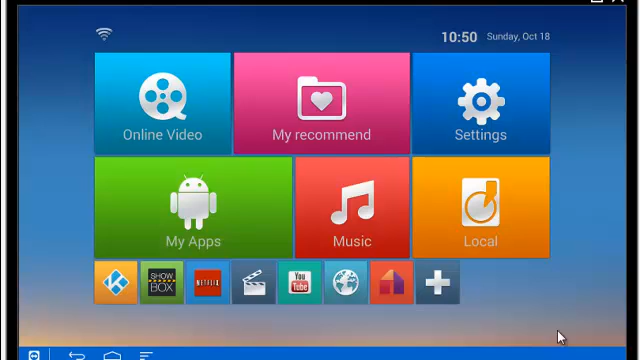 10:50 Sunday, Oct 18
Online Video
My recommend
Settings
My Apps
Music
Local
SHOW
BOX
NETFLIX
You
Tube